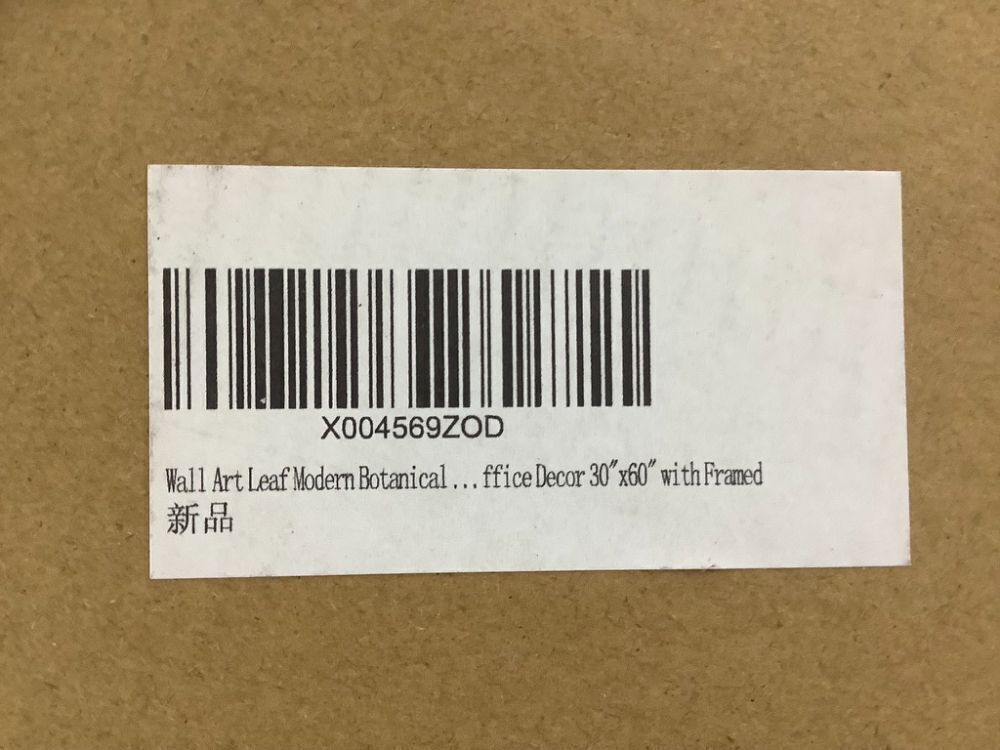 X004569ZOD
Wall Art Leaf Modern Botanical ... ffice Decor 30"x60" with Framed
新品